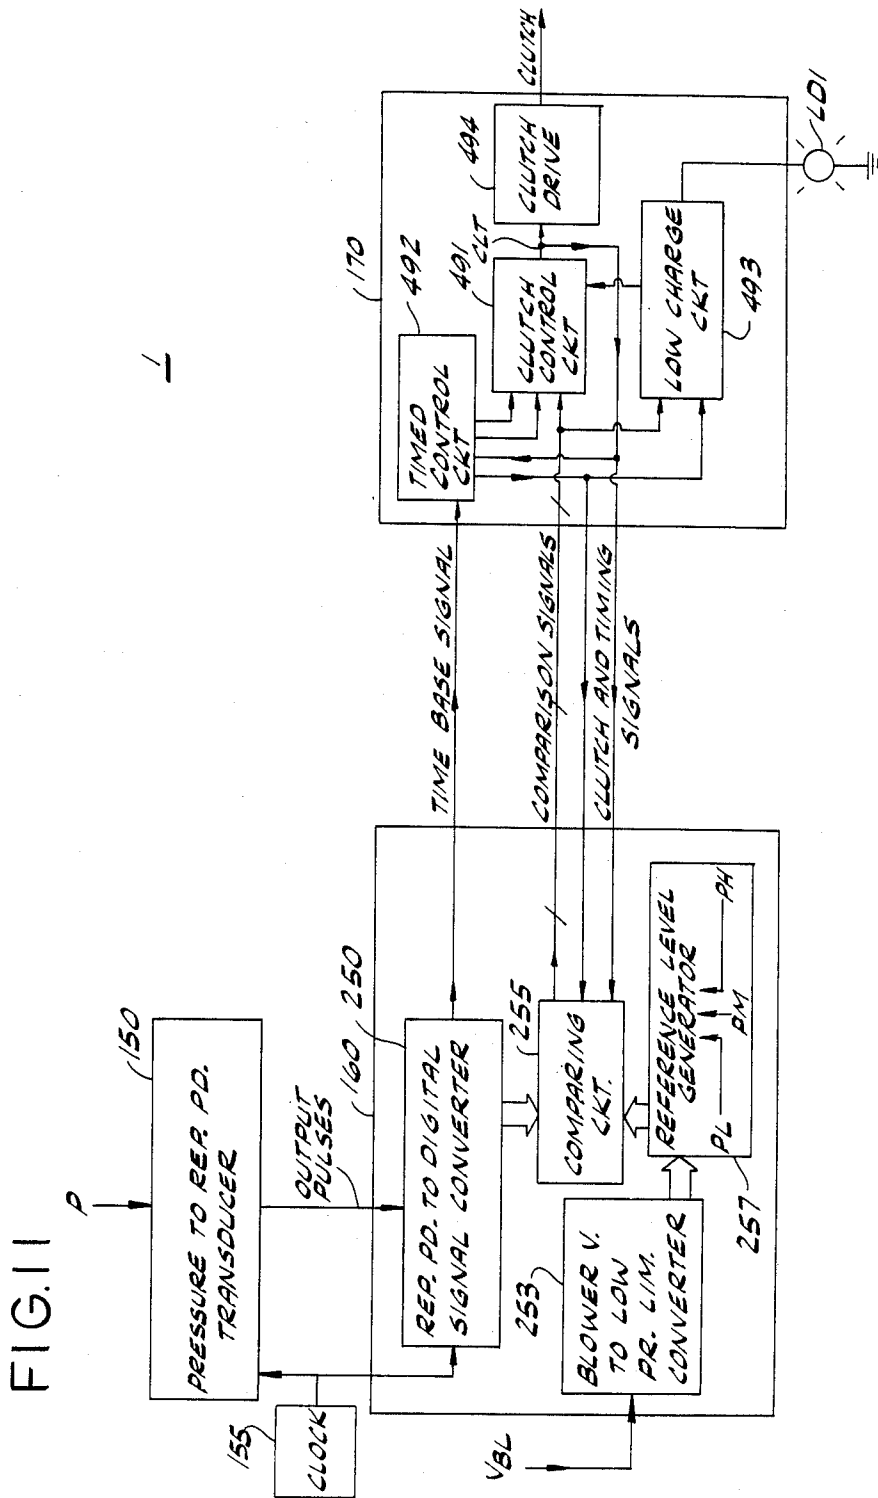 FIG.11
1
P
150
PRESSURE TO REP. PD.
TRANSDUCER
155
CLOCK
OUTPUT
PULSES
160
250
REP. PD. TO DIGITAL
SIGNAL CONVERTER
TIME BASE SIGNAL
255
COMPARING
CKT.
COMPARISON SIGNALS
CLUTCH AND TIMING
SIGNALS
VBL
253
BLOWER V.
TO LOW
PR. LIM.
CONVERTER
REFERENCE LEVEL
GENERATOR
PL
PM
PH
257
170
492
TIMED
CONTROL
CKT
491
CLUTCH
CONTROL
CKT
CLT
494
CLUTCH
DRIVE
CLUTCH
LOW CHARGE
CKT
493
LD1